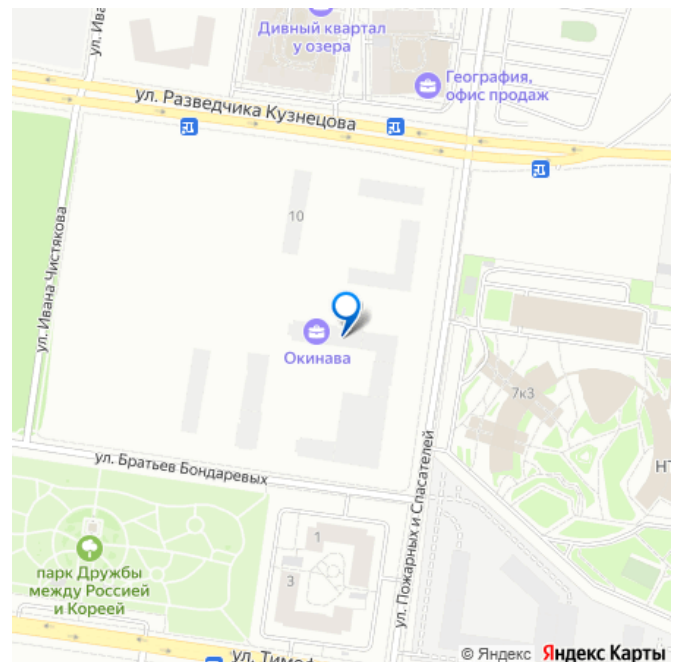 ул. Ива
Дивный квартал
у озера
География,
офис продаж
ул. Разведчика Кузнецова
10
ул. Ивана Чистякова
Окинава
7к3
НТ
ул. Братьев Бондаревых
ул. Пожарных и Спасателей
1
3
парк Дружбы
между Россией
и Кореей
ул. Тимоф
© Яндекс Яндекс Карты